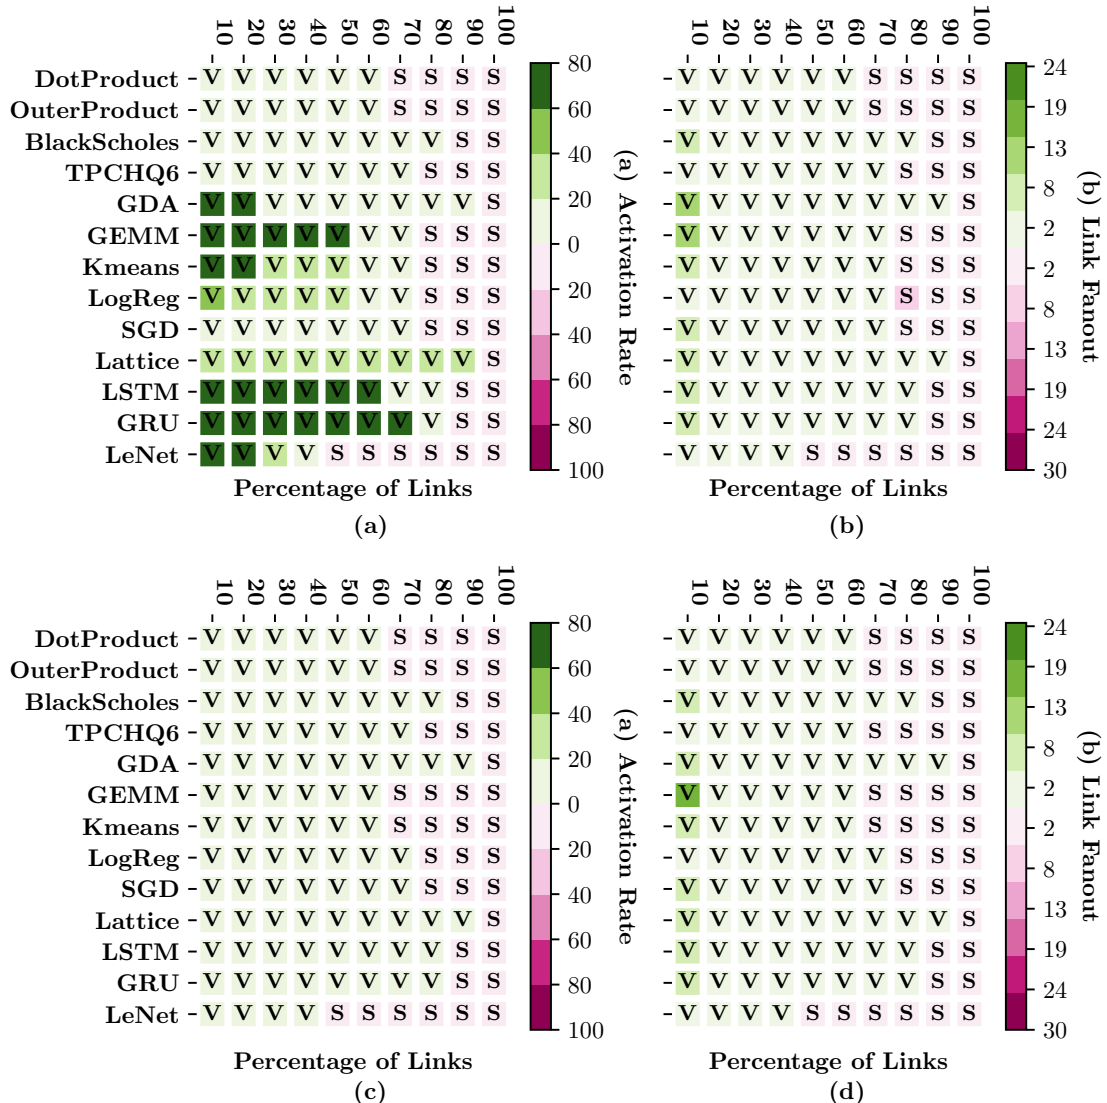 10 20 30 40 50 60 70 80 90 100
DotProduct V V V V V V S S S S
OuterProduct V V V V V V S S S S
BlackScholes V V V V V V V V S S
TPCHQ6 V V V V V V V S S S
GDA V V V V V V V V V S
GEMM V V V V V V V S S S
Kmeans V V V V V V V S S S
LogReg V V V V V V V S S S
SGD V V V V V V V S S S
Lattice V V V V V V V V V S
LSTM V V V V V V V V S S
GRU V V V V V V V V S S
LeNet V V V V S S S S S S
Percentage of Links
80
60
40
20
0
20
40
60
80
100
(a) Activation Rate
(a)
10 20 30 40 50 60 70 80 90 100
V V V V V V S S S S
V V V V V V S S S S
V V V V V V V V S S
V V V V V V V S S S
V V V V V V V V V S
V V V V V V V S S S
V V V V V V V S S S
V V V V V V V S S S
V V V V V V V S S S
V V V V V V V V V S
V V V V V V V V S S
V V V V V V V V S S
V V V V S S S S S S
Percentage of Links
24
19
13
8
2
2
8
13
19
24
30
(b) Link Fanout
(b)
10 20 30 40 50 60 70 80 90 100
DotProduct V V V V V V S S S S
OuterProduct V V V V V V S S S S
BlackScholes V V V V V V V V S S
TPCHQ6 V V V V V V V S S S
GDA V V V V V V V V V S
GEMM V V V V V V S S S S
Kmeans V V V V V V S S S S
LogReg V V V V V V V S S S
SGD V V V V V V V S S S
Lattice V V V V V V V V V S
LSTM V V V V V V V V S S
GRU V V V V V V V V S S
LeNet V V V V S S S S S S
Percentage of Links
80
60
40
20
0
20
40
60
80
100
(a) Activation Rate
(c)
10 20 30 40 50 60 70 80 90 100
V V V V V V S S S S
V V V V V V S S S S
V V V V V V V V S S
V V V V V V S S S S
V V V V V V V V V S
V V V V V V S S S S
V V V V V V S S S S
V V V V V V V S S S
V V V V V V V S S S
V V V V V V V V V S
V V V V V V V V S S
V V V V V V V V S S
V V V V S S S S S S
Percentage of Links
24
19
13
8
2
2
8
13
19
24
30
(b) Link Fanout
(d)